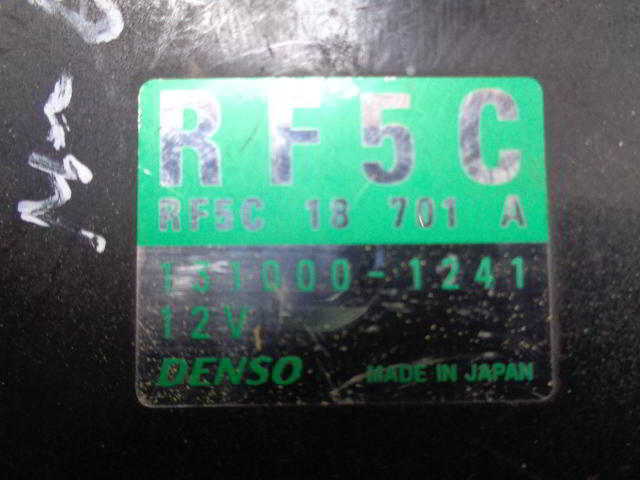 RF5C
RF5C 18 701 A
131000-1241
12V
DENSO MADE IN JAPAN